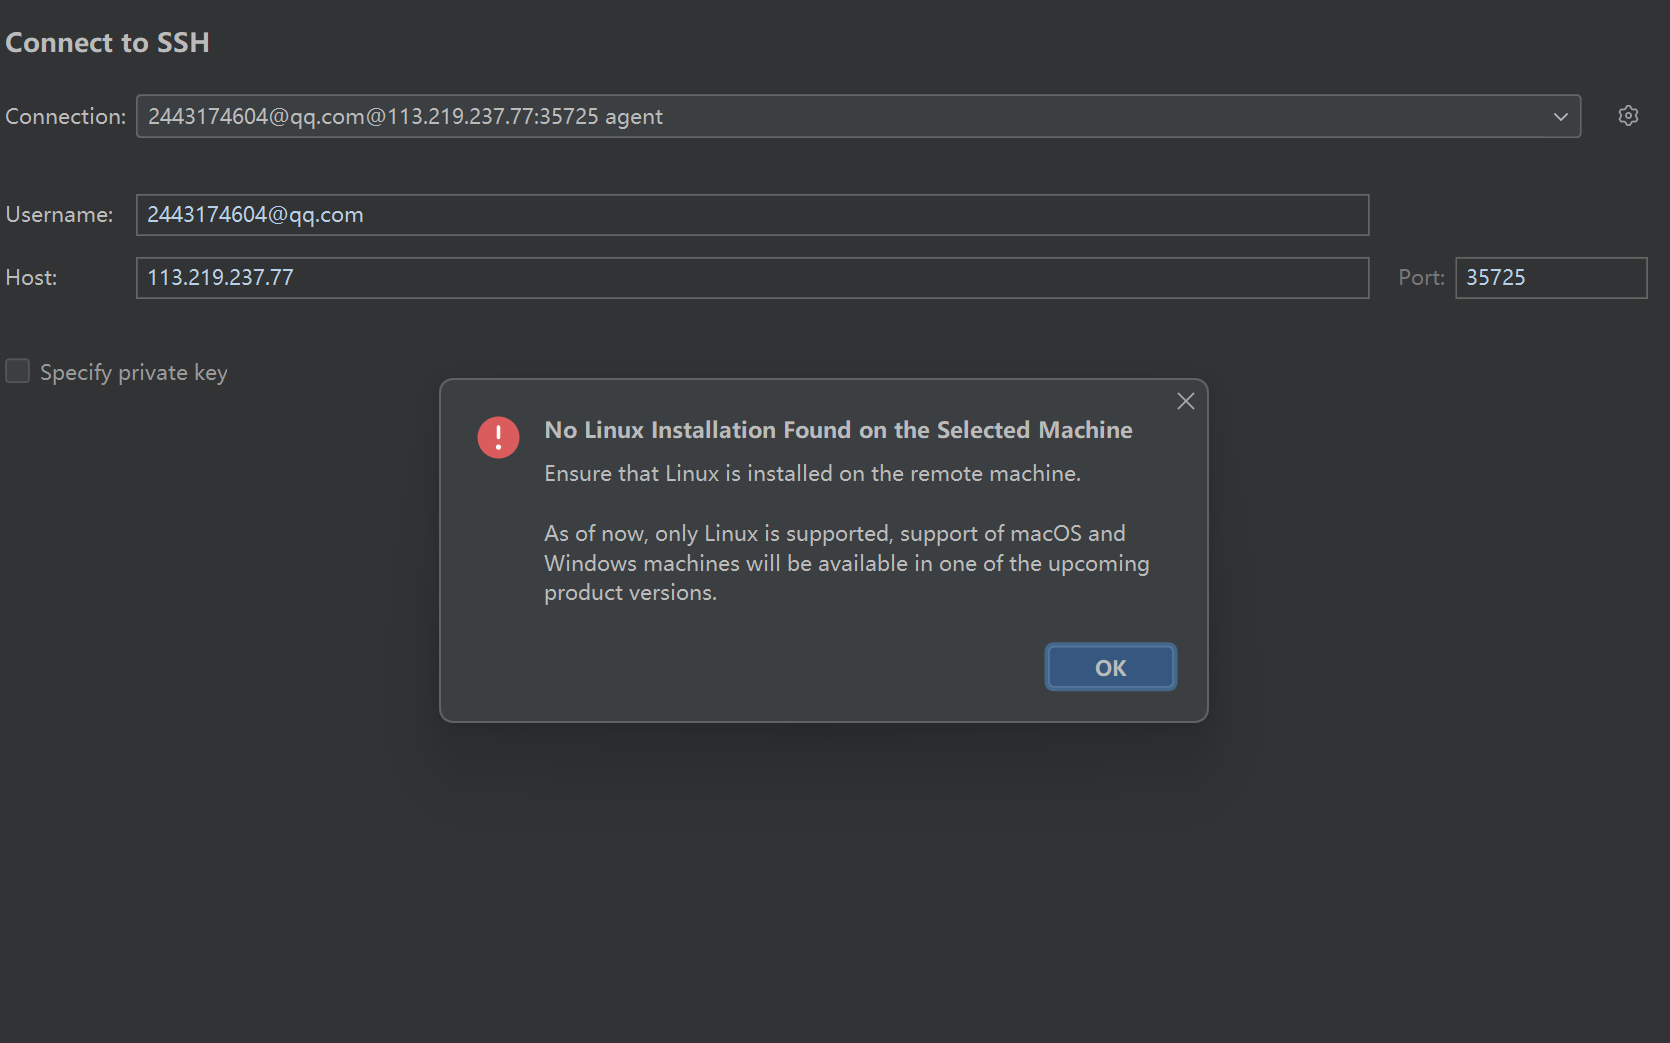 Connect to SSH
Connection: 2443174604@qq.com@113.219.237.77:35725 agent
Username: 2443174604@qq.com
Host: 113.219.237.77 Port: 35725
Specify private key
No Linux Installation Found on the Selected Machine
Ensure that Linux is installed on the remote machine.
As of now, only Linux is supported, support of macOS and
Windows machines will be available in one of the upcoming
product versions.
OK